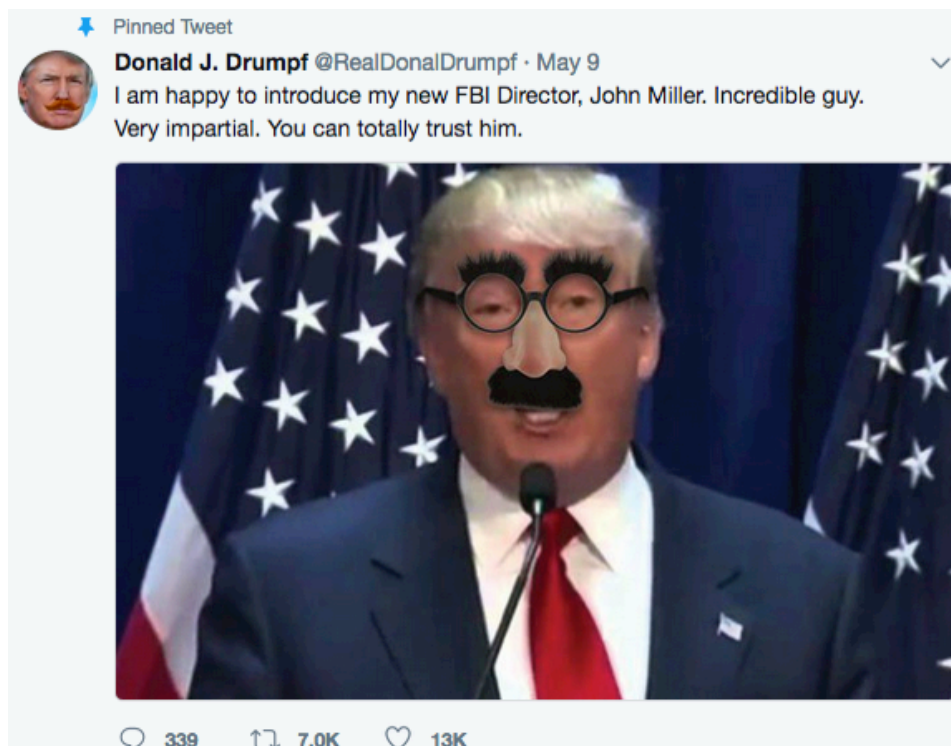 Pinned Tweet
Donald J. Drumpf @RealDonalDrumpf · May 9
I am happy to introduce my new FBI Director, John Miller. Incredible guy.
Very impartial. You can totally trust him.
339 7.0K 13K